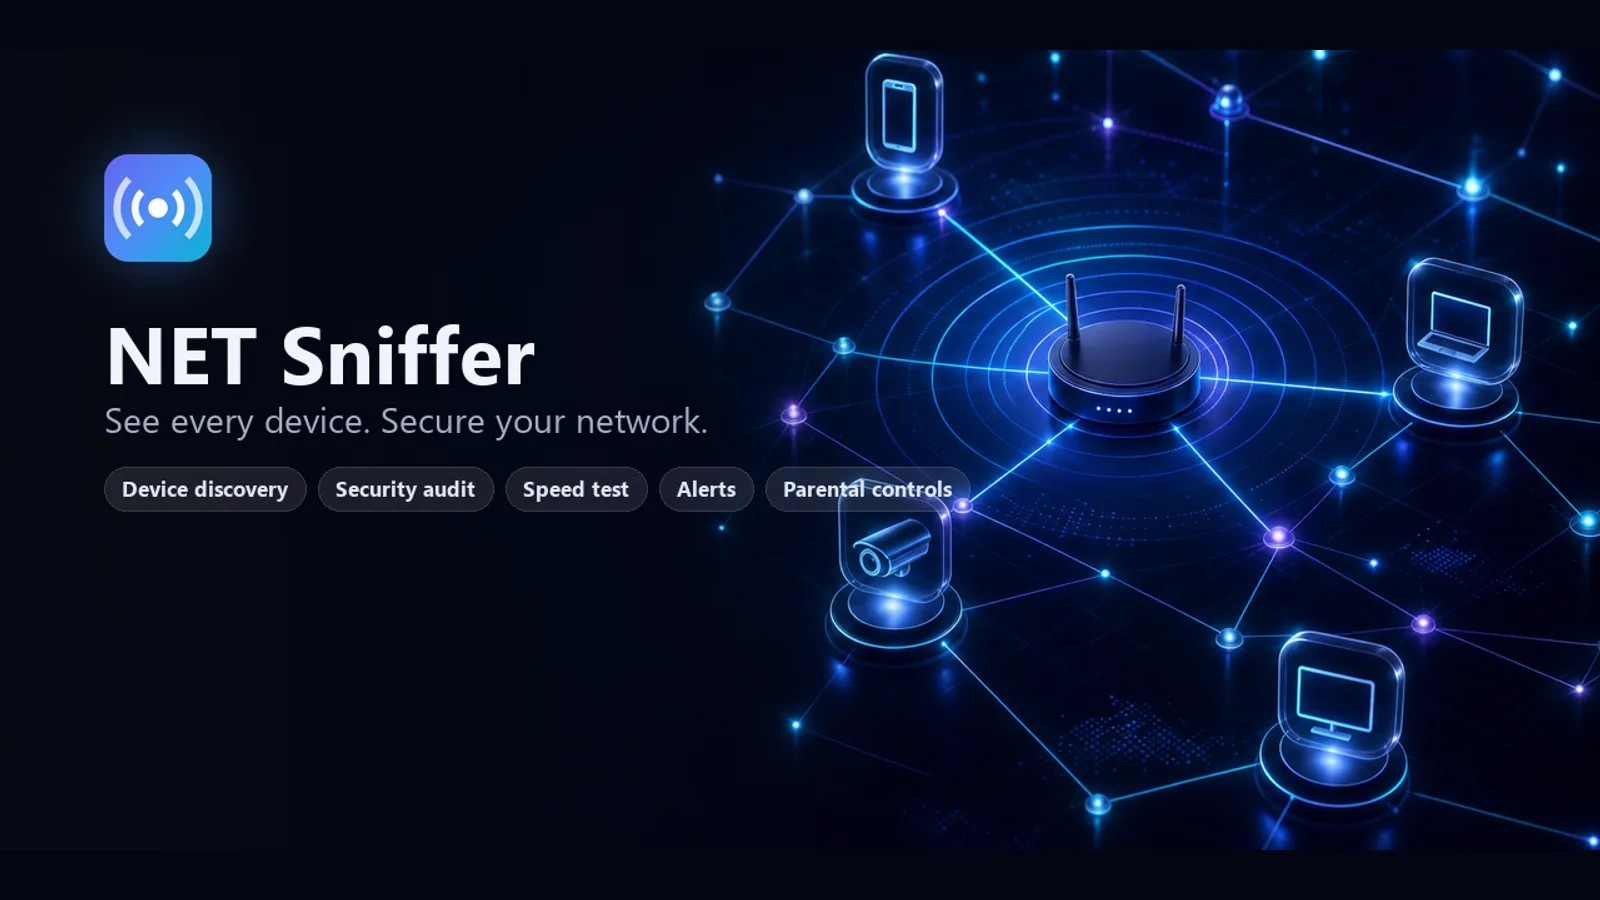 NET Sniffer
See every device. Secure your network.
Device discovery Security audit Speed test Alerts Parental controls